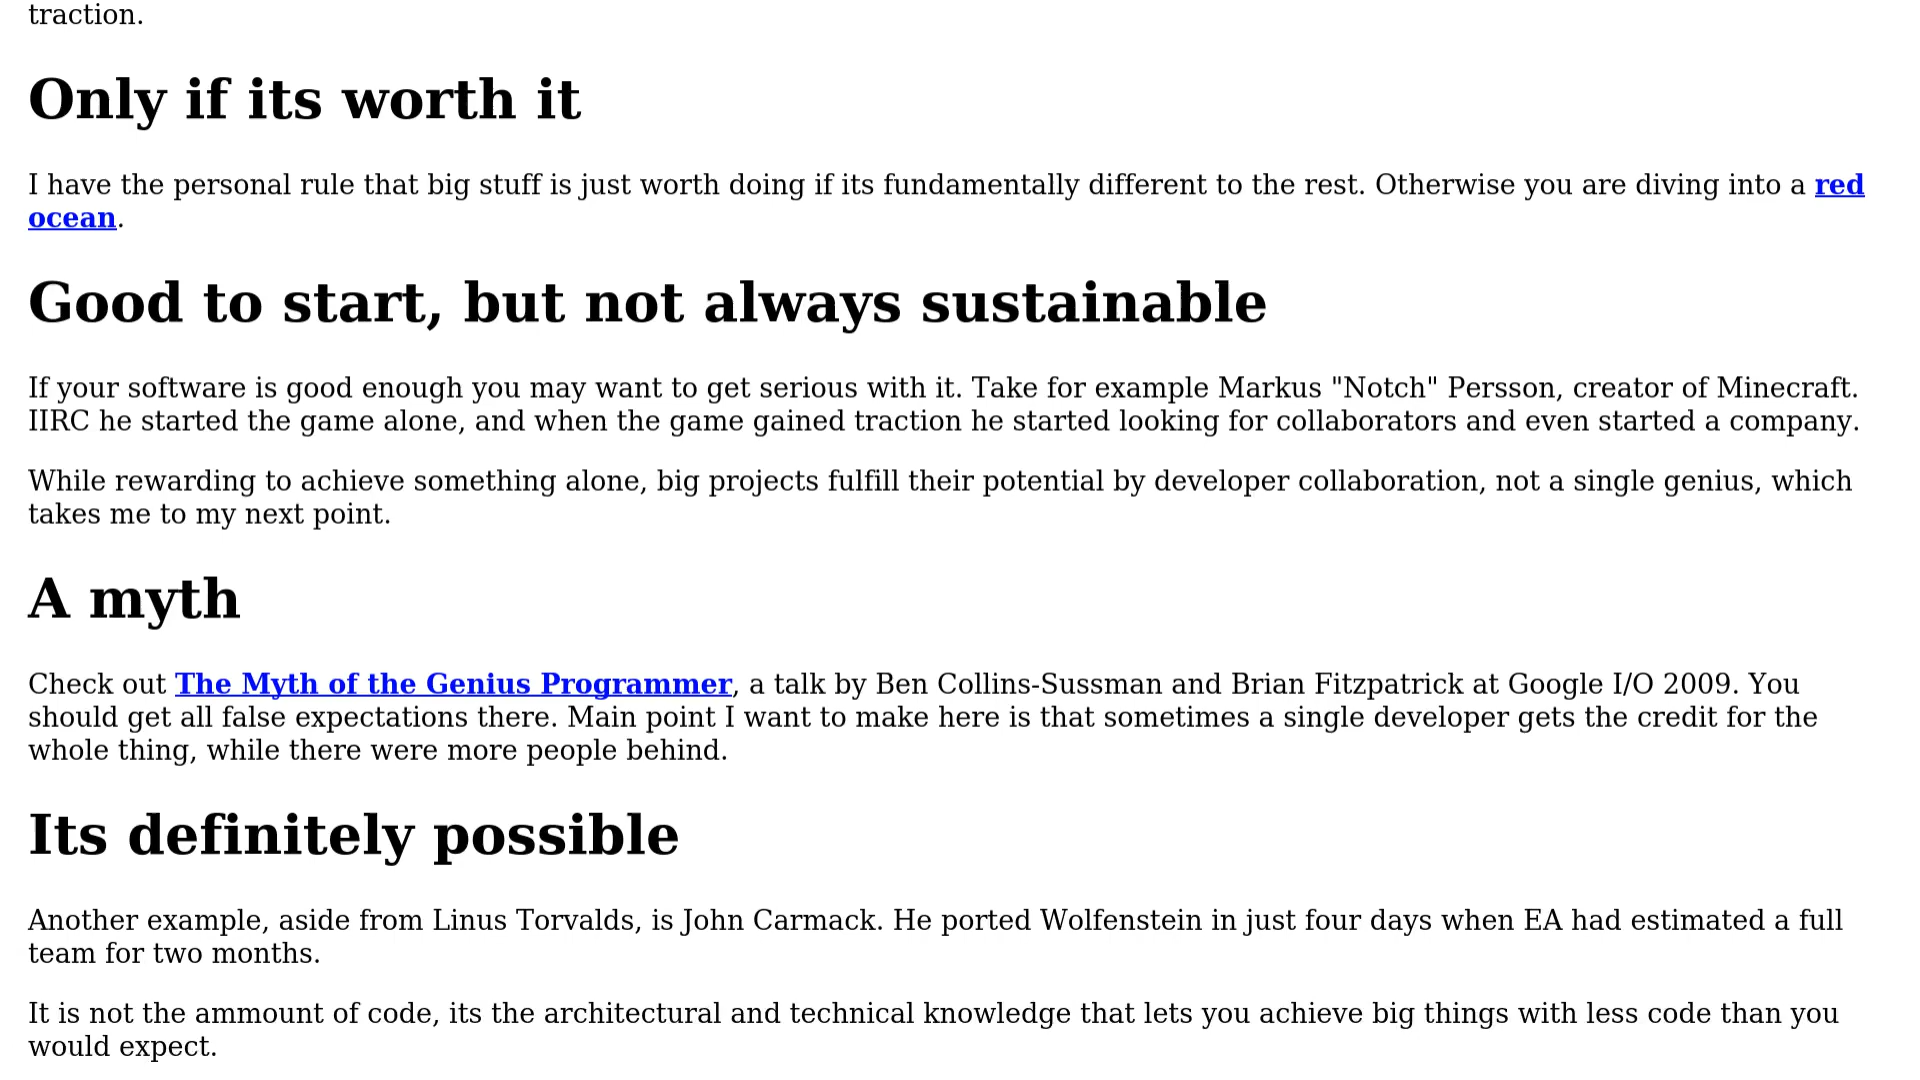 traction.
Only if its worth it
I have the personal rule that big stuff is just worth doing if its fundamentally different to the rest. Otherwise you are diving into a red
ocean.
Good to start, but not always sustainable
If your software is good enough you may want to get serious with it. Take for example Markus "Notch" Persson, creator of Minecraft.
IIRC he started the game alone, and when the game gained traction he started looking for collaborators and even started a company.
While rewarding to achieve something alone, big projects fulfill their potential by developer collaboration, not a single genius, which
takes me to my next point.
A myth
Check out The Myth of the Genius Programmer, a talk by Ben Collins-Sussman and Brian Fitzpatrick at Google I/O 2009. You
should get all false expectations there. Main point I want to make here is that sometimes a single developer gets the credit for the
whole thing, while there were more people behind.
Its definitely possible
Another example, aside from Linus Torvalds, is John Carmack. He ported Wolfenstein in just four days when EA had estimated a full
team for two months.
It is not the ammount of code, its the architectural and technical knowledge that lets you achieve big things with less code than you
would expect.